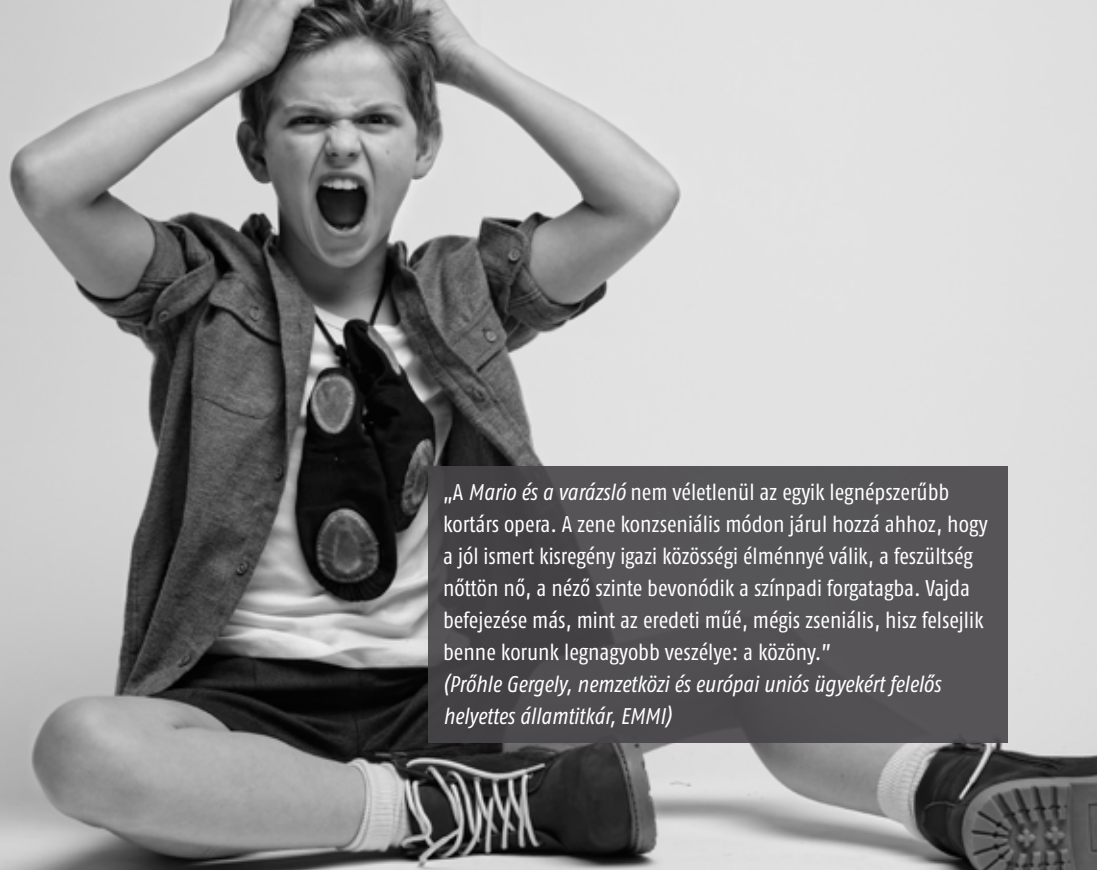 „A Mario és a varázsló nem véletlenül az egyik legnépszerűbb
kortárs opera. A zene konzseniális módon járul hozzá ahhoz, hogy
a jól ismert kisregény igazi közösségi élménnyé válik, a feszültség
nőttön nő, a néző szinte bevonódik a színpadi forgatagba. Vajda
befejezése más, mint az eredeti műé, mégis zseniális, hisz felsejlik
benne korunk legnagyobb veszélye: a közöny.”
(Prőhle Gergely, nemzetközi és európai uniós ügyekért felelős
helyettes államtitkár, EMMI)